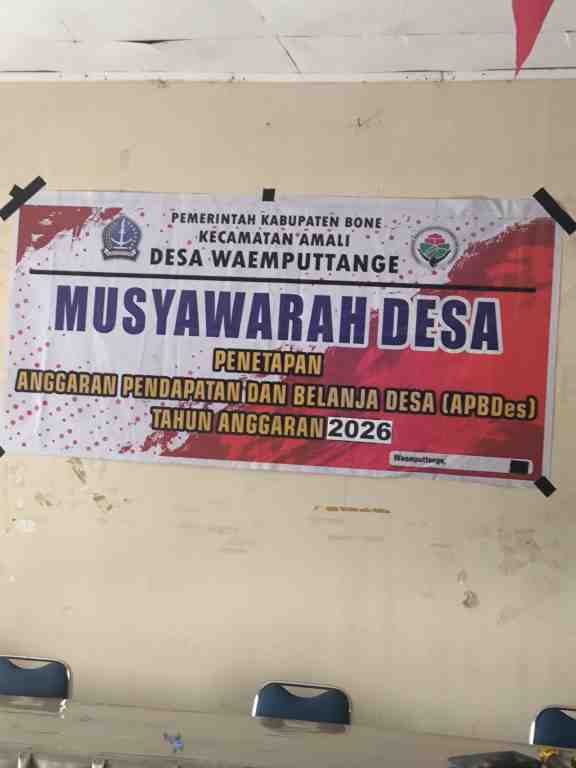 PEMERINTAH KABUPATEN BONE
KECAMATAN AMALI
DESA WAEMPUTTANGE
MUSYAWARAH DESA
PENETAPAN
ANGGARAN PENDAPATAN DAN BELANJA DESA (APBDes)
TAHUN ANGGARAN 2026
Waemputtange,